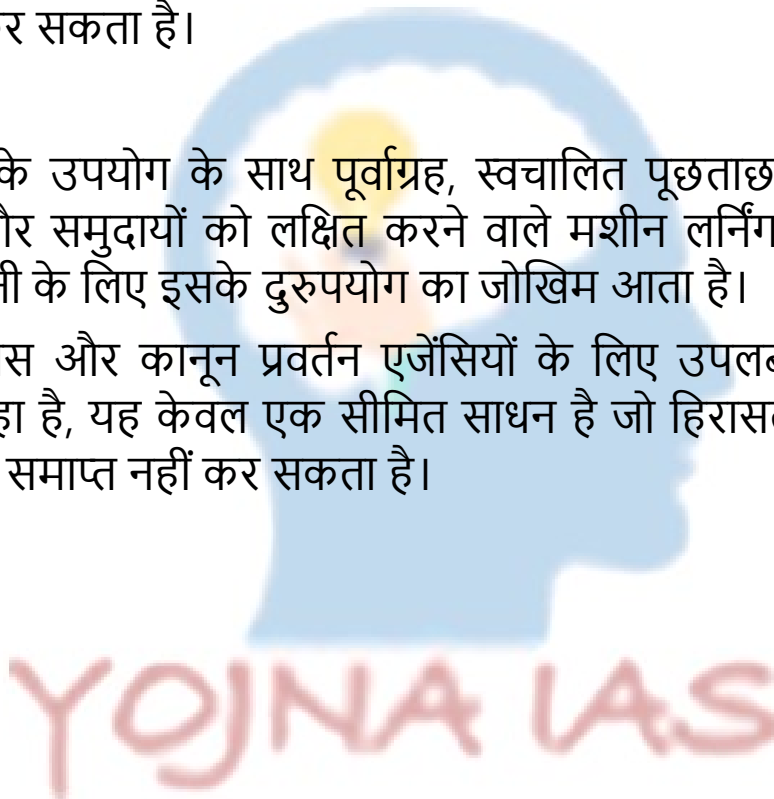 कर सकता है।
के उपयोग के साथ पूर्वाग्रह, स्वचालित पूछताछ
और समुदायों को लक्षित करने वाले मशीन लर्निंग
के लिए इसके दुरुपयोग का जोखिम आता है।
और कानून प्रवर्तन एजेंसियों के लिए
है, यह केवल एक सीमित साधन है जो
समाप्त नहीं कर सकता है।
YOJNA IAS